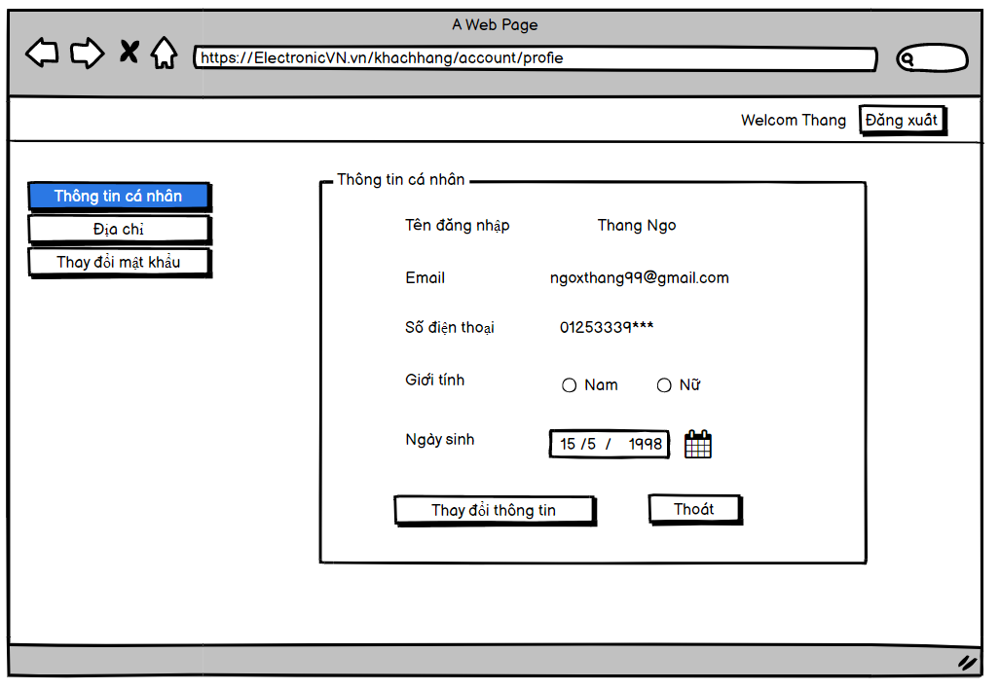 A Web Page
https://ElectronicVN.vn/khachhang/account/profie
Welcom Thang
Đăng xuất
Thông tin cá nhân
Địa chỉ
Thay đổi mật khẩu
Thông tin cá nhân
Tên đăng nhập Thang Ngo
Email ngoxthang99@gmail.com
Số điện thoại 01253339***
Giới tính Nam Nữ
Ngày sinh 15 /5 / 1998
Thay đổi thông tin Thoát